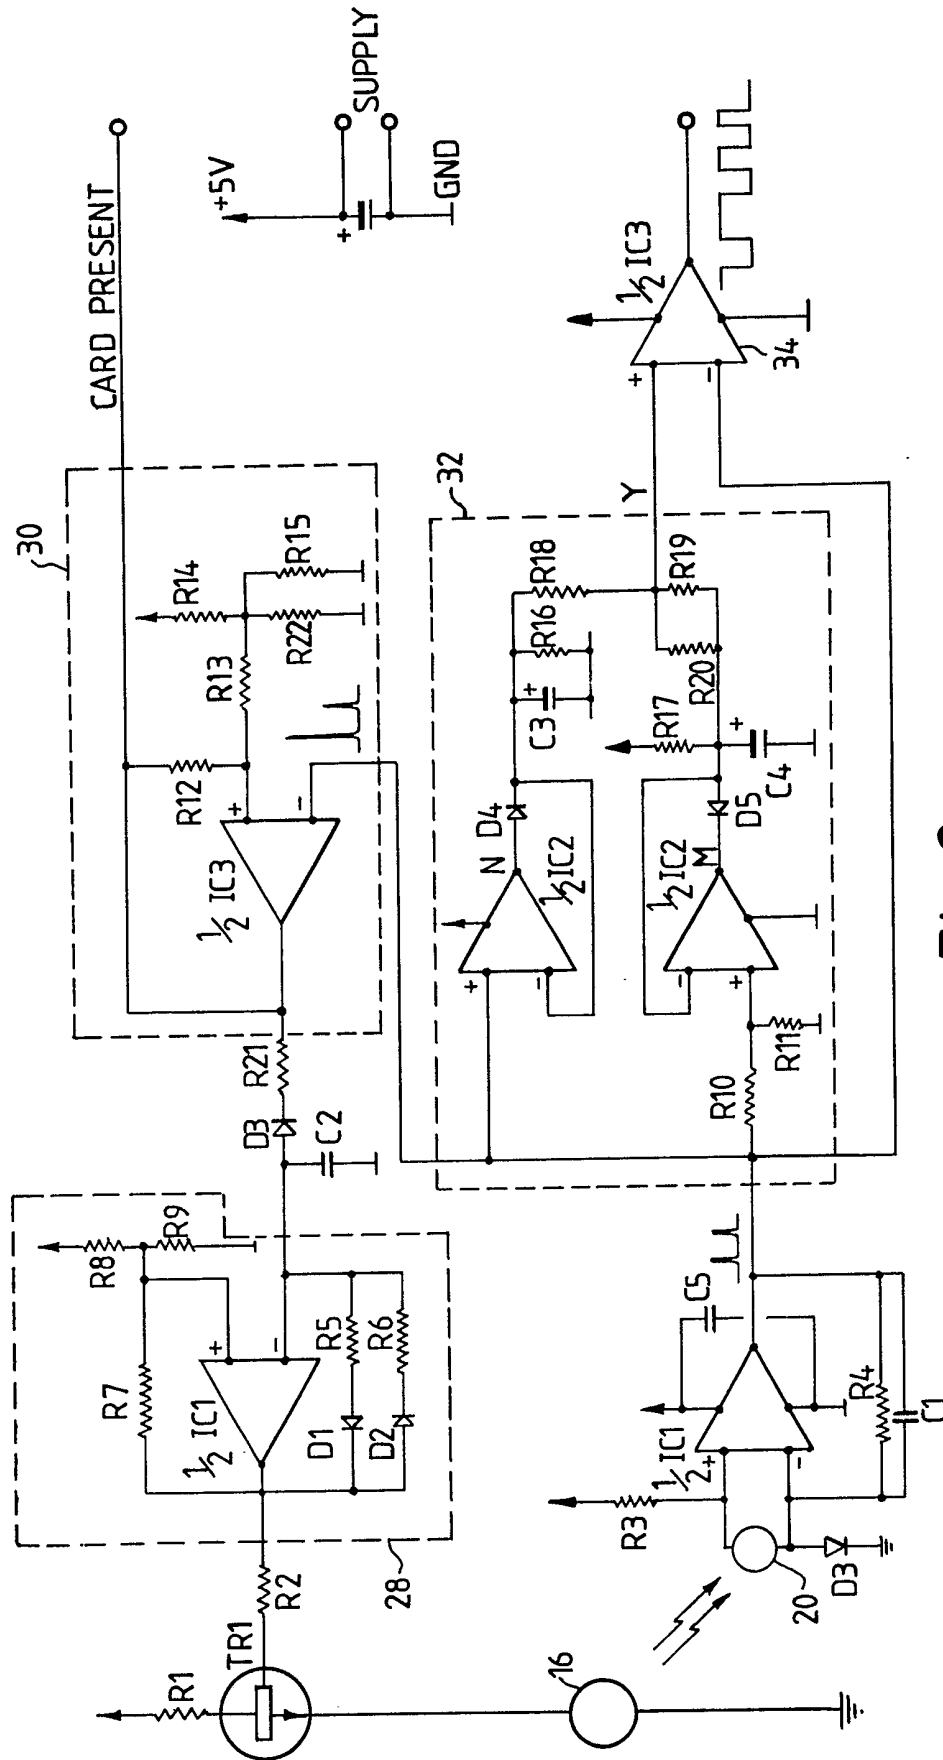 CARD PRESENT
+5V
SUPPLY
+
GND
30
R14
R15
R22
R13
R12
+
-
1/2 IC3
R21
D3
C2
R8
R9
R7
+
-
1/2 IC1
R5
R6
D1
D2
28
R2
TR1
R1
16
32
N
D4
+
-
1/2 IC2
C3
+
R16
R18
Y
R19
R20
R17
+
C4
D5
M
1/2 IC2
-
+
R10
R11
1/2 IC3
+
-
34
C5
1/2 IC1
+
-
R4
C1
R3
20
D3